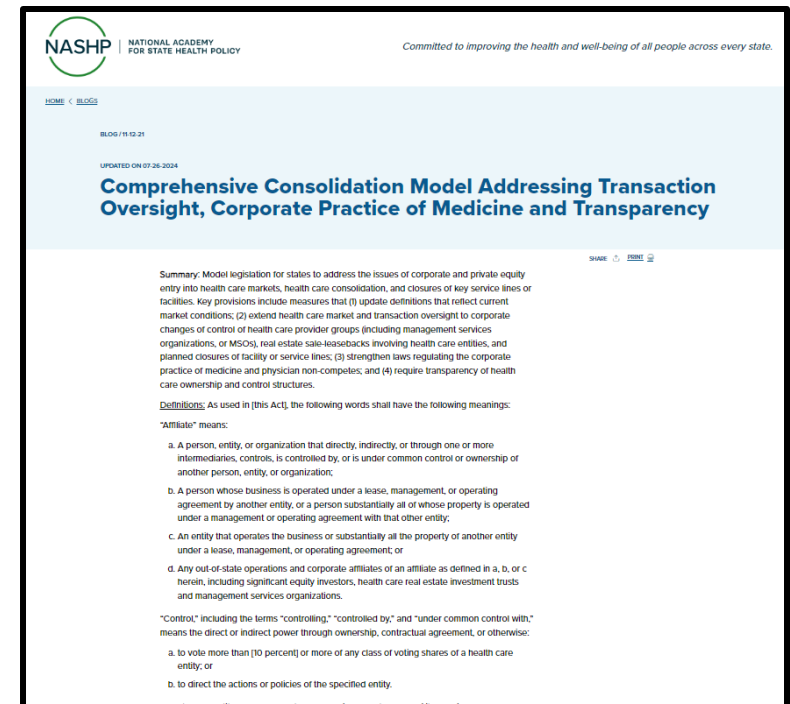 NASHP
NATIONAL ACADEMY
FOR STATE HEALTH POLICY
Committed to improving the health and well-being of all people across every state.
HOME < BLOGS
BLOG / 11-12-21
UPDATED ON 07-26-2024
Comprehensive Consolidation Model Addressing Transaction
Oversight, Corporate Practice of Medicine and Transparency
SHARE PRINT
Summary: Model legislation for states to address the issues of corporate and private equity
entry into health care markets, health care consolidation, and closures of key service lines or
facilities. Key provisions include measures that (1) update definitions that reflect current
market conditions; (2) extend health care market and transaction oversight to corporate
changes of control of health care provider groups (including management services
organizations, or MSOs), real estate sale-leasebacks involving health care entities, and
planned closures of facility or service lines; (3) strengthen laws regulating the corporate
practice of medicine and physician non-competes; and (4) require transparency of health
care ownership and control structures.
Definitions: As used in [this Act], the following words shall have the following meanings:
"Affiliate" means:
a. A person, entity, or organization that directly, indirectly, or through one or more
intermediaries, controls, is controlled by, or is under common control or ownership of
another person, entity, or organization;
b. A person whose business is operated under a lease, management, or operating
agreement by another entity, or a person substantially all of whose property is operated
under a management or operating agreement with that other entity;
c. An entity that operates the business or substantially all the property of another entity
under a lease, management, or operating agreement; or
d. Any out-of-state operations and corporate affiliates of an affiliate as defined in a, b, or c
herein, including significant equity investors, health care real estate investment trusts
and management services organizations.
"Control," including the terms "controlling," "controlled by," and "under common control with,"
means the direct or indirect power through ownership, contractual agreement, or otherwise:
a. to vote more than [10 percent] or more of any class of voting shares of a health care
entity; or
b. to direct the actions or policies of the specified entity.